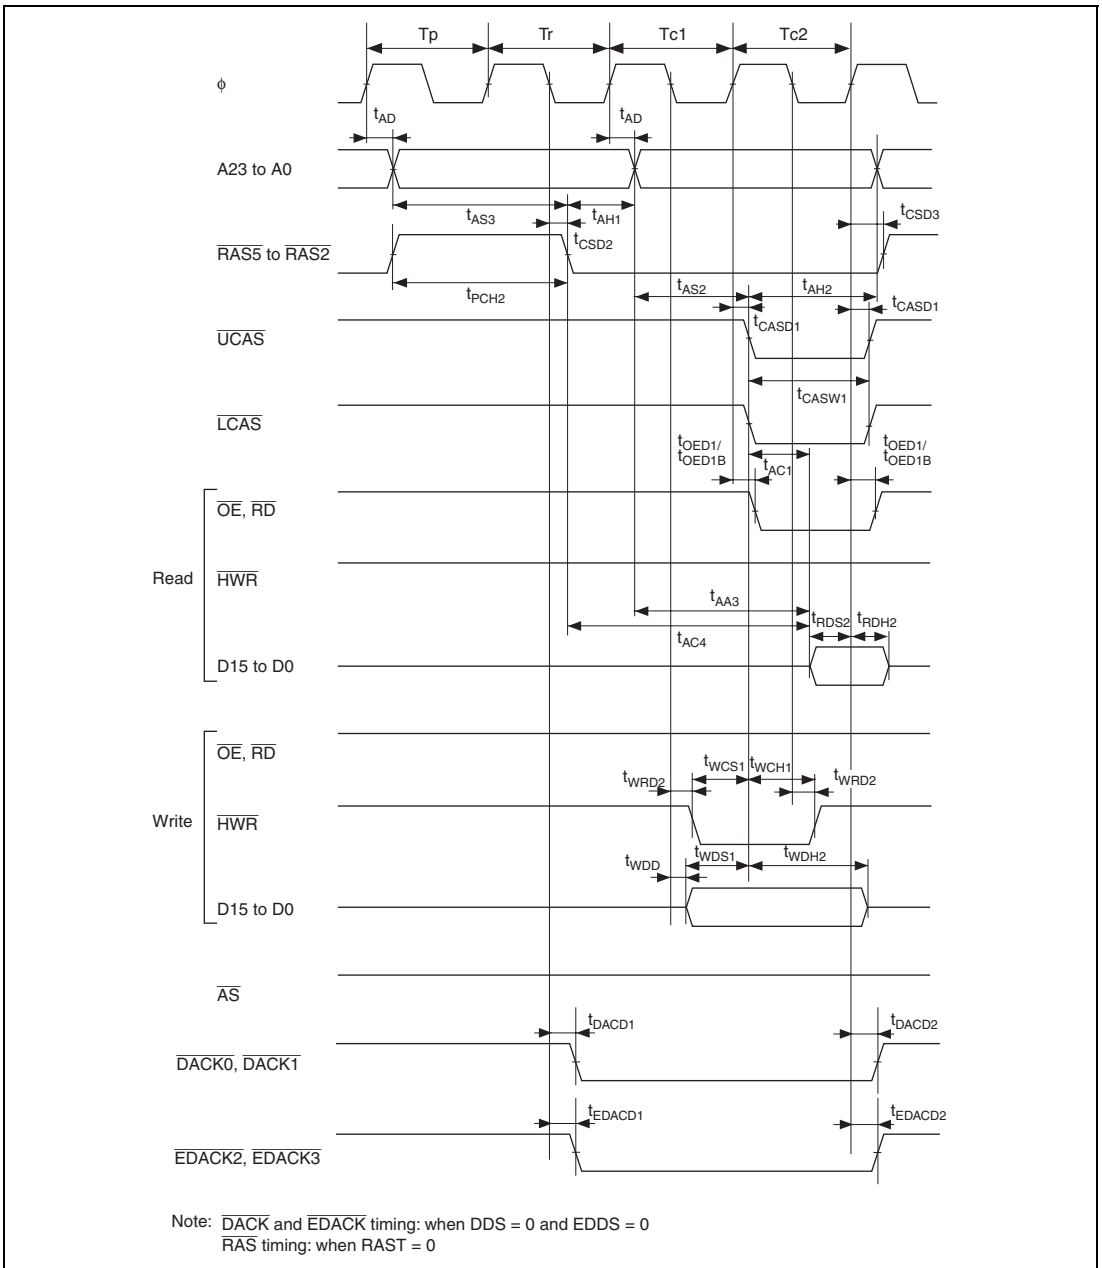 Tp Tr Tc1 Tc2
ϕ
tAD tAD
A23 to A0
tAS3 tAH1 tCSD3
tCSD2
RAS5 to RAS2
tPCH2 tAS2 tAH2
tCASD1 tCASD1
UCAS
tCASW1
LCAS
tOED1/ tOED1/
tOED1B tAC1 tOED1B
OE, RD
Read HWR
tAA3
tRDS2 tRDH2
tAC4
D15 to D0
OE, RD
tWCS1 tWCH1
tWRD2 tWRD2
Write HWR
tWDD tWDS1 tWDH2
D15 to D0
AS
tDACD1 tDACD2
DACK0, DACK1
tEDACD1 tEDACD2
EDACK2, EDACK3
Note: DACK and EDACK timing: when DDS = 0 and EDDS = 0
RAS timing: when RAST = 0